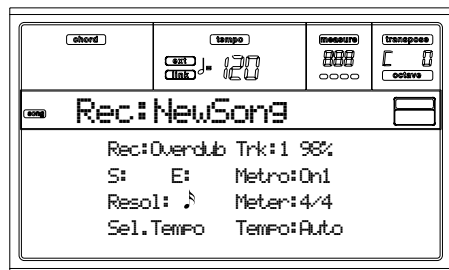 chord tempo measure transpose
ext link ♩= 120 888 C 0
octave
song Rec:NewSong
Rec:Overdub Trk:1 98%
S: E: Metro:On1
Resol: 𝅘𝅥𝅯 Meter:4/4
Sel.Tempo Tempo:Auto